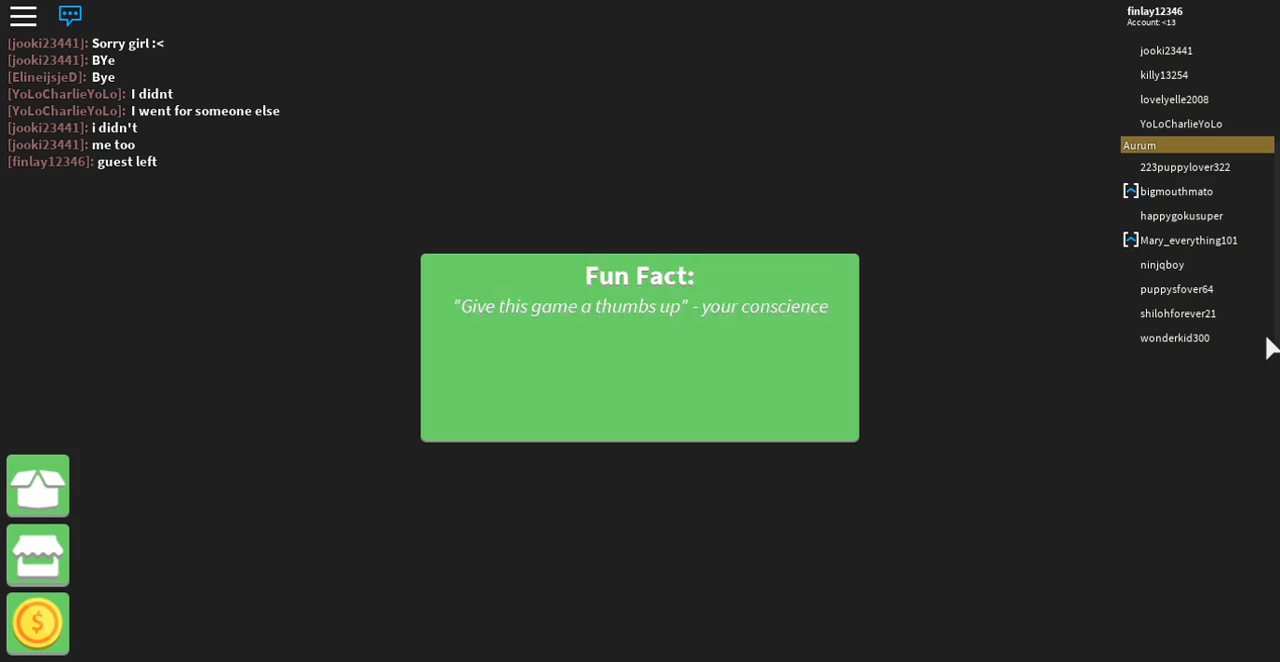 [jooki23441]: Sorry girl :<
[jooki23441]: BYe
[ElineijsjeD]: Bye
[YoLoCharlieYoLo]: I didnt
[YoLoCharlieYoLo]: I went for someone else
[jooki23441]: i didn't
[jooki23441]: me too
[finlay12346]: guest left
Fun Fact:
"Give this game a thumbs up" - your conscience
$
finlay12346
Account: <13
jooki23441
killy13254
lovelyelle2008
YoLoCharlieYoLo
Aurum
223puppylover322
bigmouthmato
happygokusuper
Mary_everything101
ninjqboy
puppysfover64
shilohforever21
wonderkid300